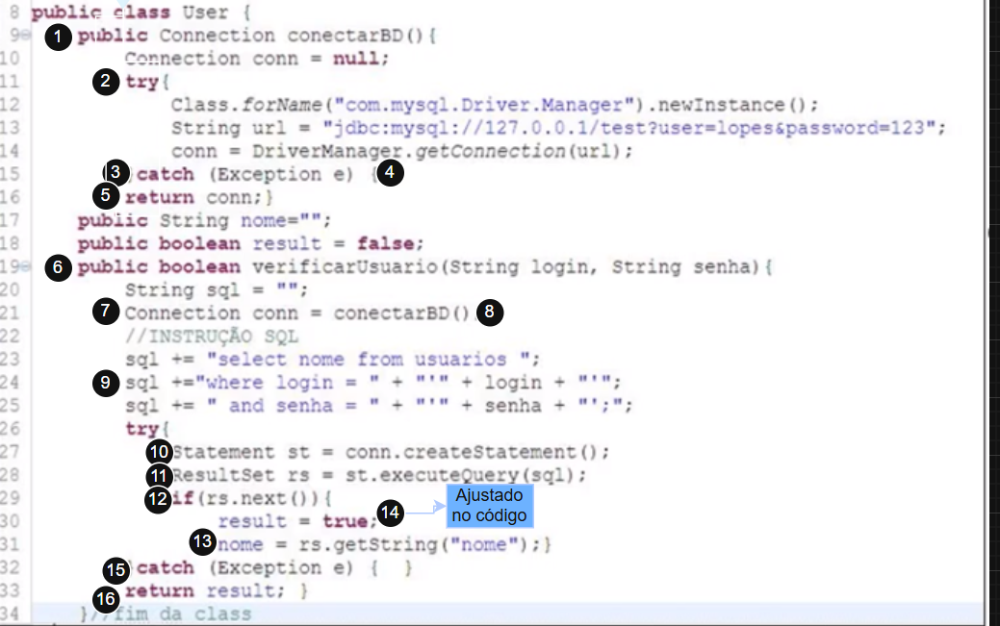 8 public class User {
9 1 public Connection conectarBD(){
10 Connection conn = null;
11 2 try{
12 Class.forName("com.mysql.Driver.Manager").newInstance();
13 String url = "jdbc:mysql://127.0.0.1/test?user=lopes&password=123";
14 conn = DriverManager.getConnection(url);
15 3 catch (Exception e) { 4
16 5 return conn;}
17 public String nome="";
18 public boolean result = false;
19 6 public boolean verificarUsuario(String login, String senha){
20 String sql = "";
21 7 Connection conn = conectarBD() 8
22 //INSTRUÇÃO SQL
23 sql += "select nome from usuarios ";
24 9 sql +="where login = " + "'" + login + "'";
25 sql += " and senha = " + "'" + senha + "';";
26 try{
27 10 Statement st = conn.createStatement();
28 11 ResultSet rs = st.executeQuery(sql);
29 12 if(rs.next()){
30 result = true; 14
Ajustado
no código
31 13 nome = rs.getString("nome");}
32 15 catch (Exception e) { }
33 16 return result; }
34 }//fim da class